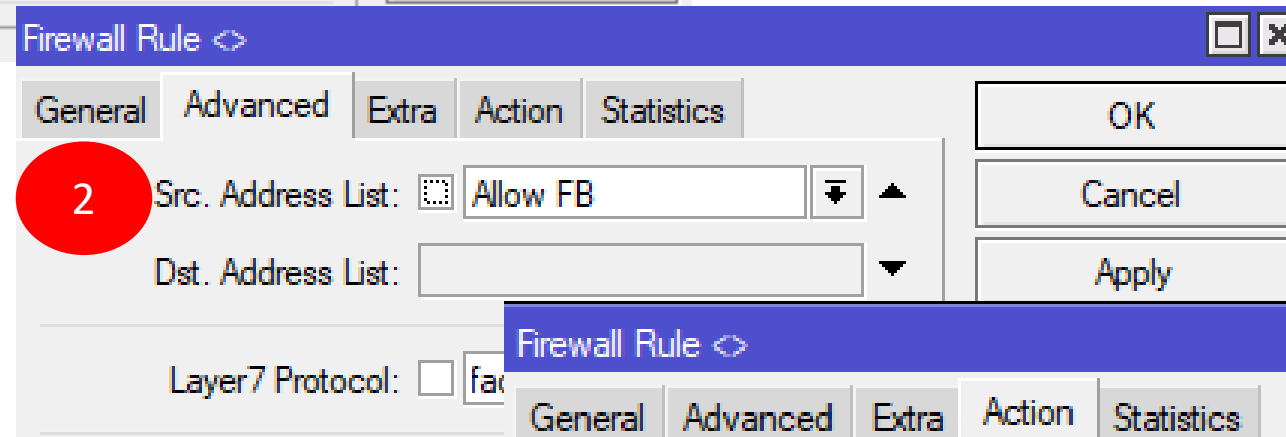 Firewall Rule <>
General Advanced Extra Action Statistics
OK
2 Src. Address List: Allow FB
Cancel
Dst. Address List:
Apply
Firewall Rule <>
Layer7 Protocol:
General Advanced Extra Action Statistics